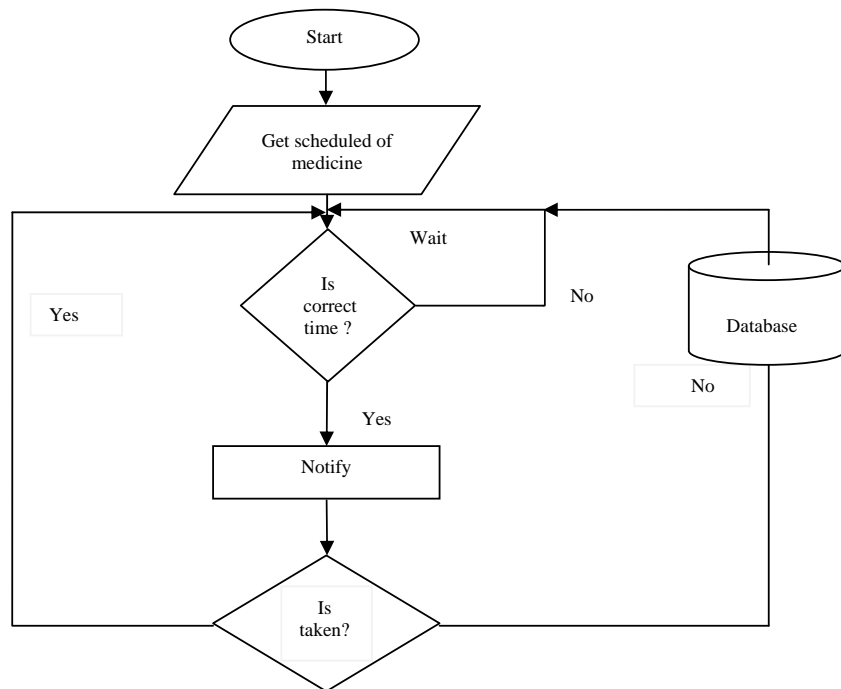 Start
Get scheduled of
medicine
Wait
Is
correct
time ?
No
Yes
Database
No
Yes
Notify
Is
taken?